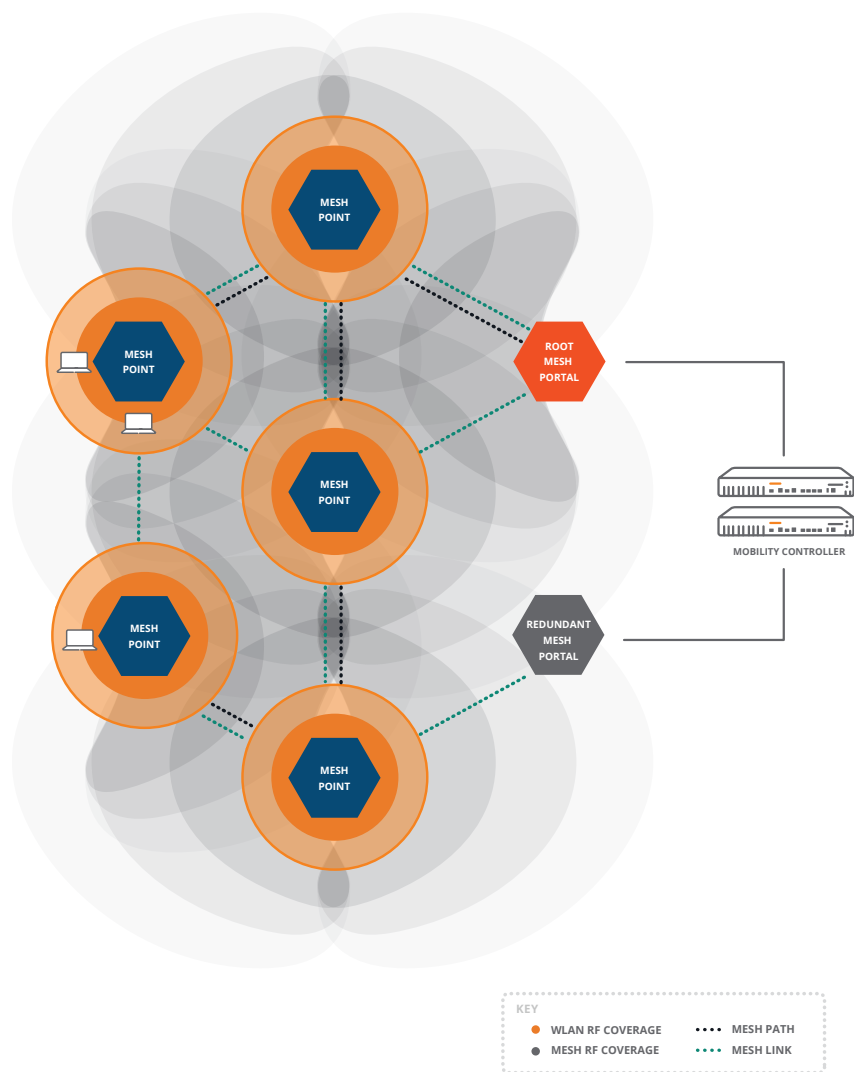 MESH
POINT
MESH
POINT
ROOT
MESH
PORTAL
MESH
POINT
MOBILITY CONTROLLER
MESH
POINT
REDUNDANT
MESH
PORTAL
MESH
POINT
KEY
WLAN RF COVERAGE
MESH PATH
MESH RF COVERAGE
MESH LINK